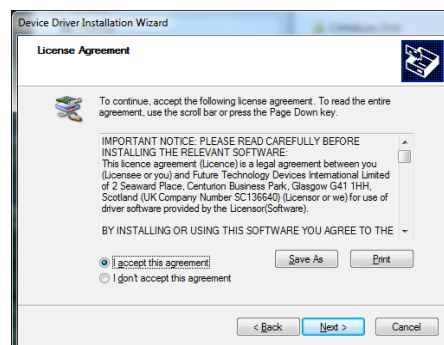 Device Driver Installation Wizard
License Agreement
To continue, accept the following license agreement. To read the entire
agreement, use the scroll bar or press the Page Down key.
IMPORTANT NOTICE: PLEASE READ CAREFULLY BEFORE
INSTALLING THE RELEVANT SOFTWARE:
This licence agreement (Licence) is a legal agreement between you
(Licensee or you) and Future Technology Devices International Limited
of 2 Seaward Place, Centurion Business Park, Glasgow G41 1HH,
Scotland (UK Company Number SC136640) (Licensor or we) for use of
driver software provided by the Licensor(Software).
BY INSTALLING OR USING THIS SOFTWARE YOU AGREE TO THE
I accept this agreement
Save As
Print
I don't accept this agreement
< Back
Next >
Cancel